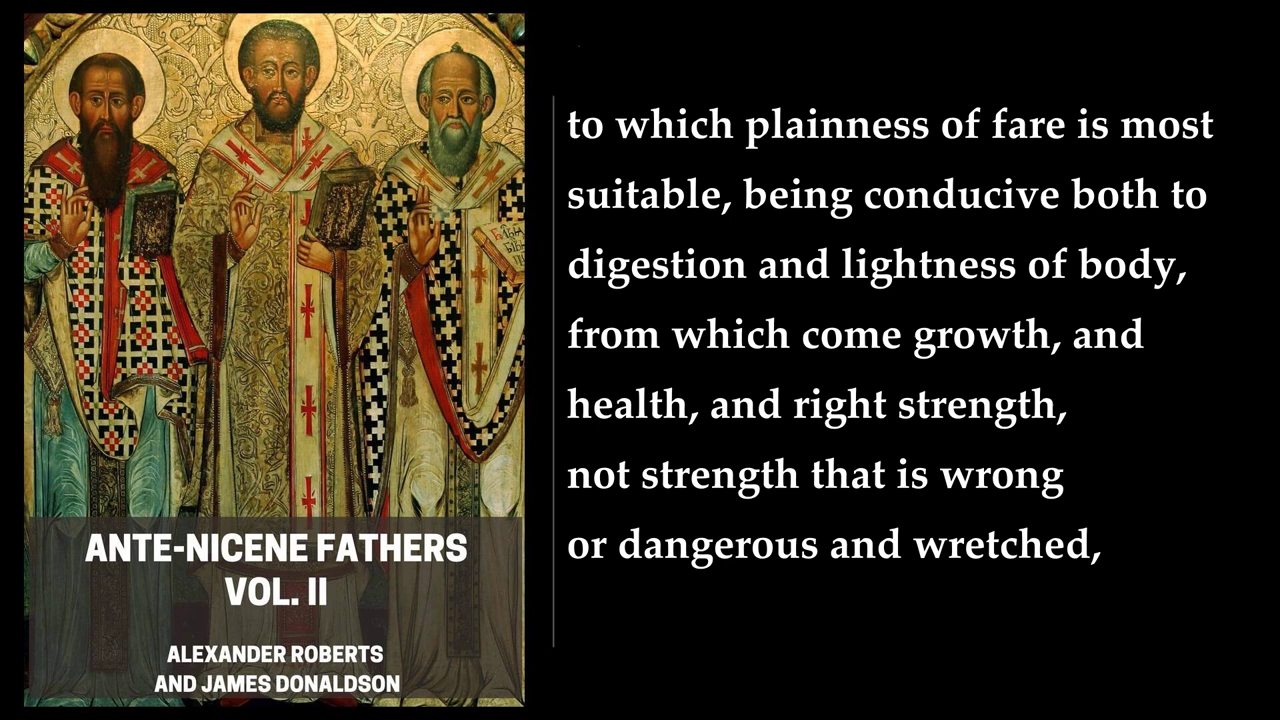 ANTE-NICENE FATHERS
VOL. II
ALEXANDER ROBERTS
AND JAMES DONALDSON
to which plainness of fare is most
suitable, being conducive both to
digestion and lightness of body,
from which come growth, and
health, and right strength,
not strength that is wrong
or dangerous and wretched,